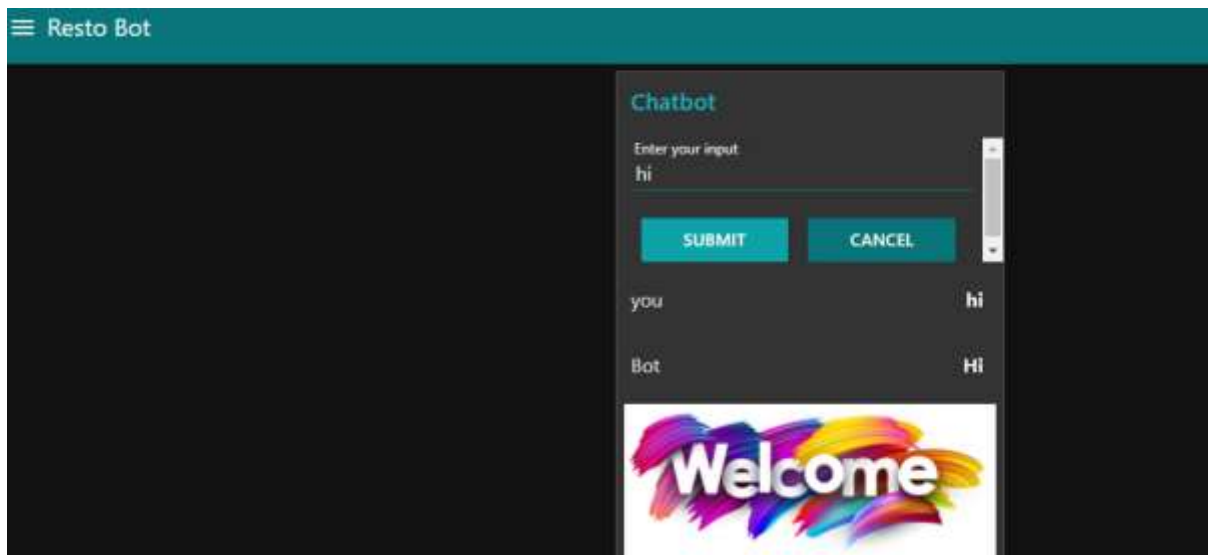 Resto Bot
Chatbot
Enter your input
hi
SUBMIT CANCEL
you hi
Bot Hi
Welcome